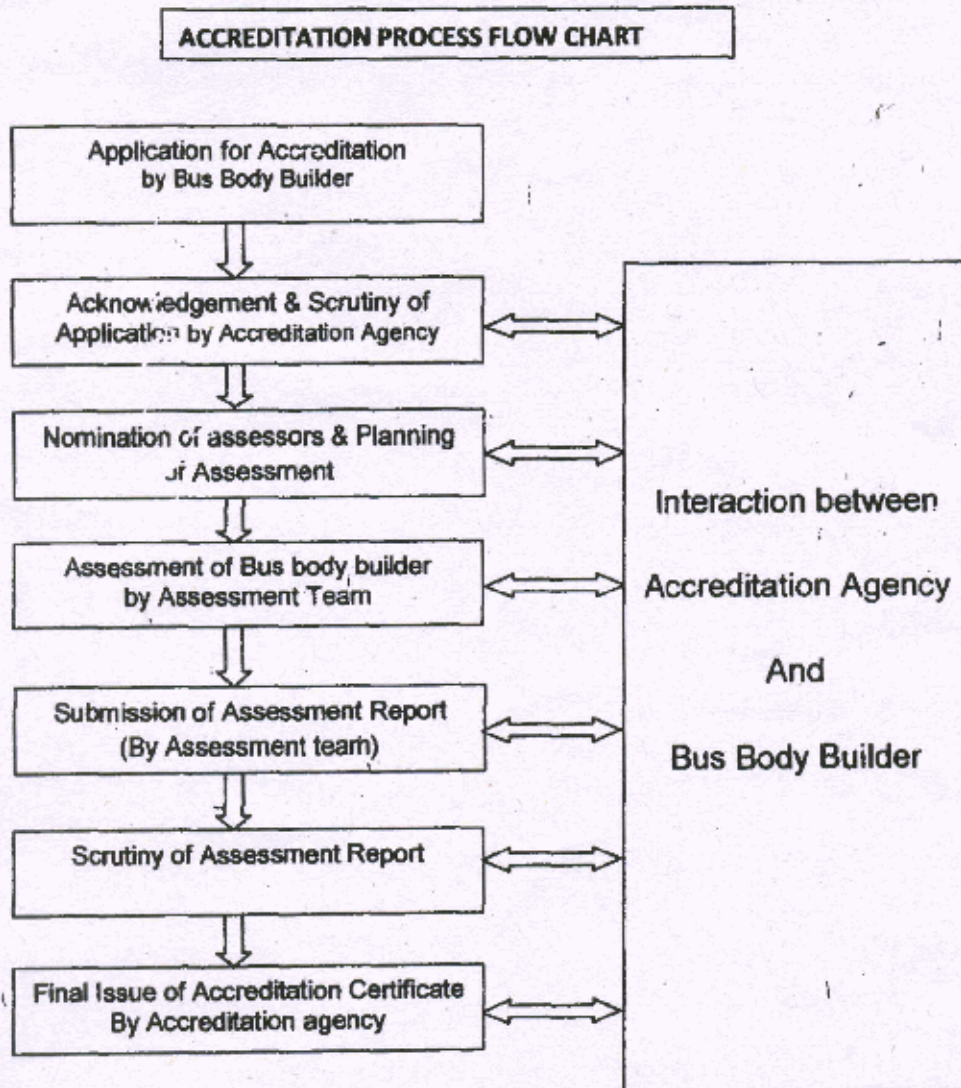 ACCREDITATION PROCESS FLOW CHART
Application for Accreditation
by Bus Body Builder
Acknowledgement & Scrutiny of
Application by Accreditation Agency
Nomination of assessors & Planning
of Assessment
Assessment of Bus body builder
by Assessment Team
Submission of Assessment Report
(By Assessment team)
Scrutiny of Assessment Report
Final Issue of Accreditation Certificate
By Accreditation agency
Interaction between
Accreditation Agency
And
Bus Body Builder